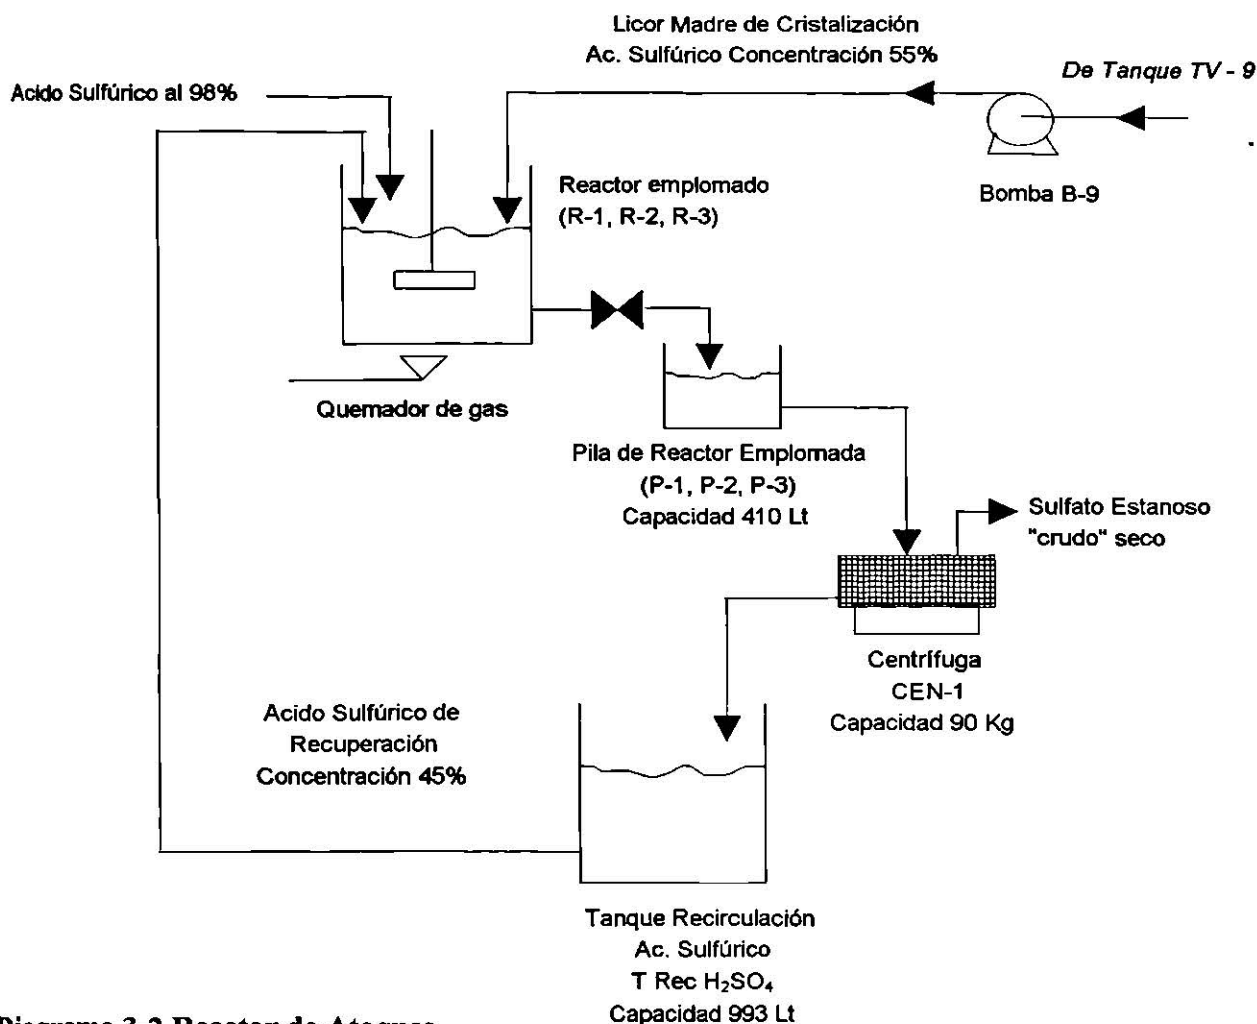 Licor Madre de Cristalización
Ac. Sulfúrico Concentración 55%
De Tanque TV - 9
Acido Sulfúrico al 98%
Reactor emplomado
(R-1, R-2, R-3)
Bomba B-9
Quemador de gas
Pila de Reactor Emplomada
(P-1, P-2, P-3)
Capacidad 410 Lt
Sulfato Estanoso
"crudo" seco
Centrífuga
CEN-1
Capacidad 90 Kg
Acido Sulfúrico de
Recuperación
Concentración 45%
Tanque Recirculación
Ac. Sulfúrico
T Rec H₂SO₄
Capacidad 993 Lt